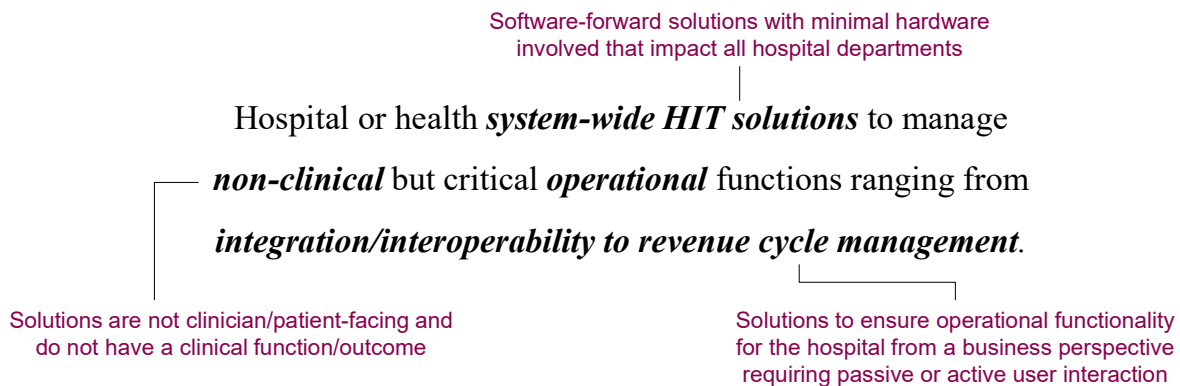 Software-forward solutions with minimal hardware
involved that impact all hospital departments
Hospital or health system-wide HIT solutions to manage
non-clinical but critical operational functions ranging from
integration/interoperability to revenue cycle management.
Solutions are not clinician/patient-facing and
do not have a clinical function/outcome
Solutions to ensure operational functionality
for the hospital from a business perspective
requiring passive or active user interaction